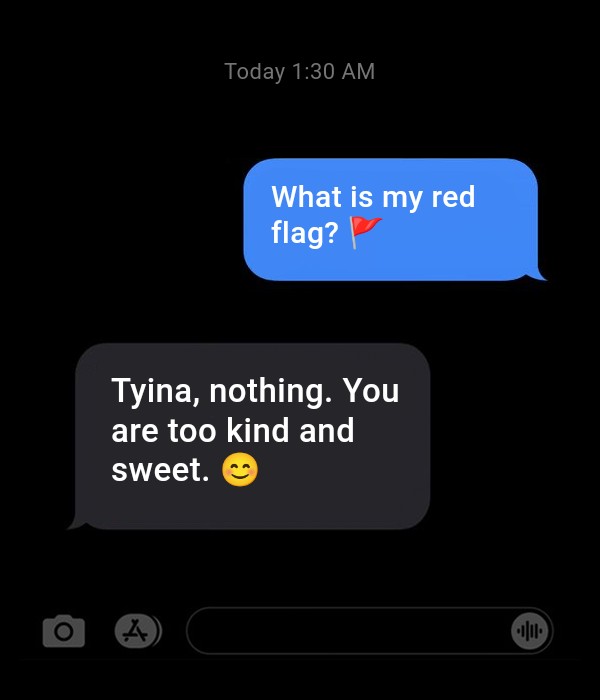 Today 1:30 AM
What is my red
flag? 🚩
Tyina, nothing. You
are too kind and
sweet. 😊